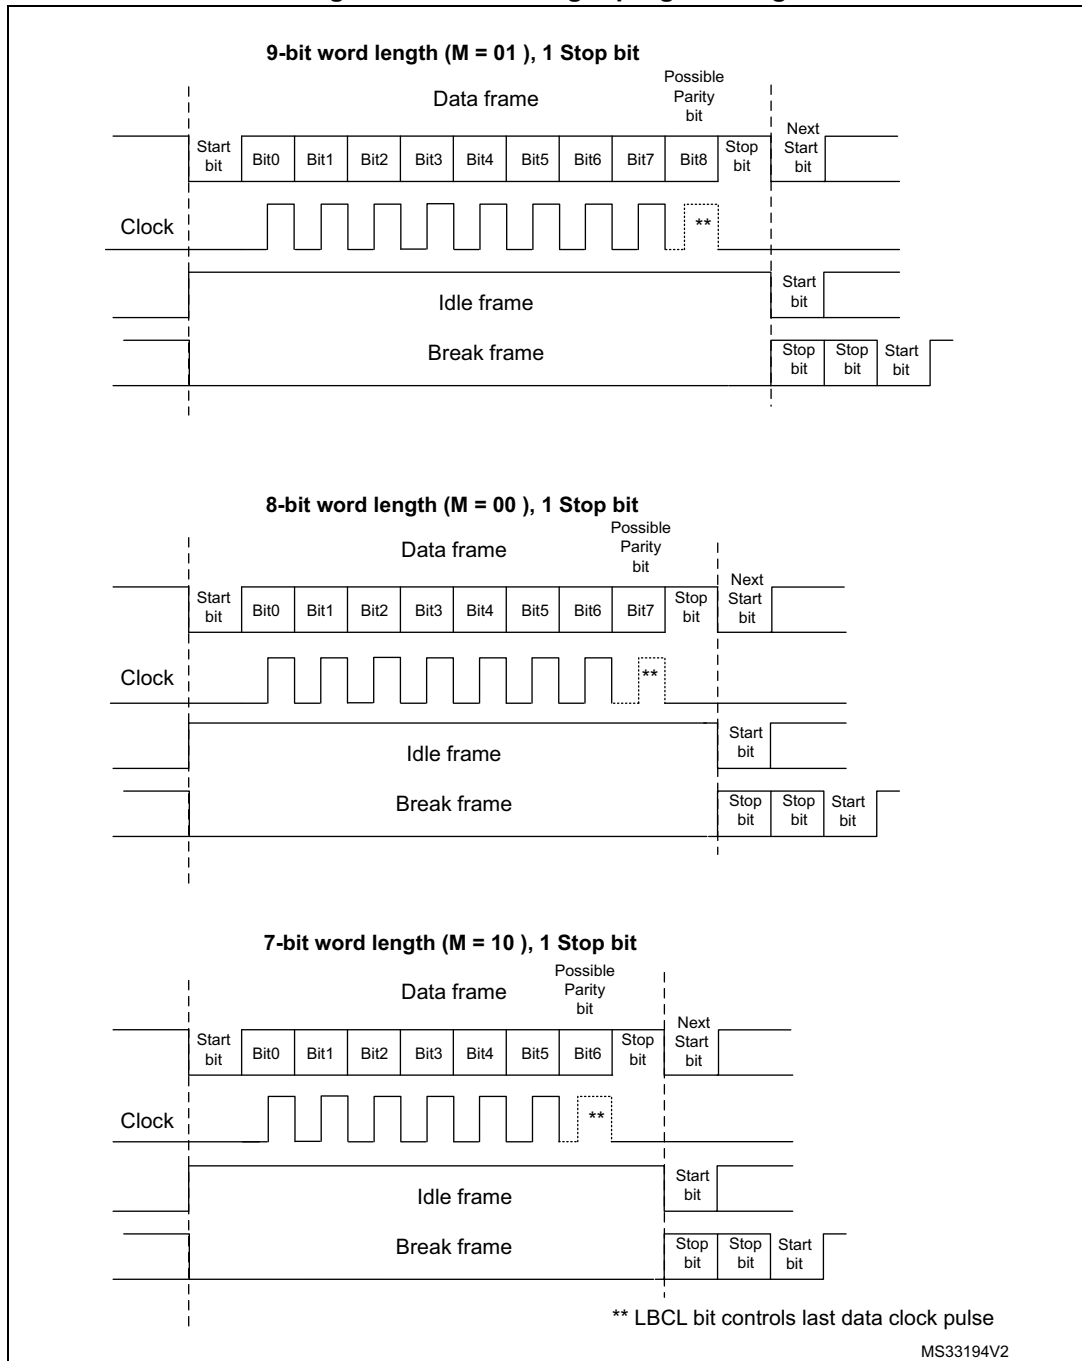 9-bit word length (M = 01 ), 1 Stop bit
Data frame
Possible
Parity
bit
Start
bit
Bit0
Bit1
Bit2
Bit3
Bit4
Bit5
Bit6
Bit7
Bit8
Stop
bit
Next
Start
bit
Clock
**
Idle frame
Start
bit
Break frame
Stop
bit
Stop
bit
Start
bit
8-bit word length (M = 00 ), 1 Stop bit
Data frame
Possible
Parity
bit
Start
bit
Bit0
Bit1
Bit2
Bit3
Bit4
Bit5
Bit6
Bit7
Stop
bit
Next
Start
bit
Clock
**
Idle frame
Start
bit
Break frame
Stop
bit
Stop
bit
Start
bit
7-bit word length (M = 10 ), 1 Stop bit
Data frame
Possible
Parity
bit
Start
bit
Bit0
Bit1
Bit2
Bit3
Bit4
Bit5
Bit6
Stop
bit
Next
Start
bit
Clock
**
Idle frame
Start
bit
Break frame
Stop
bit
Stop
bit
Start
bit
** LBCL bit controls last data clock pulse
MS33194V2